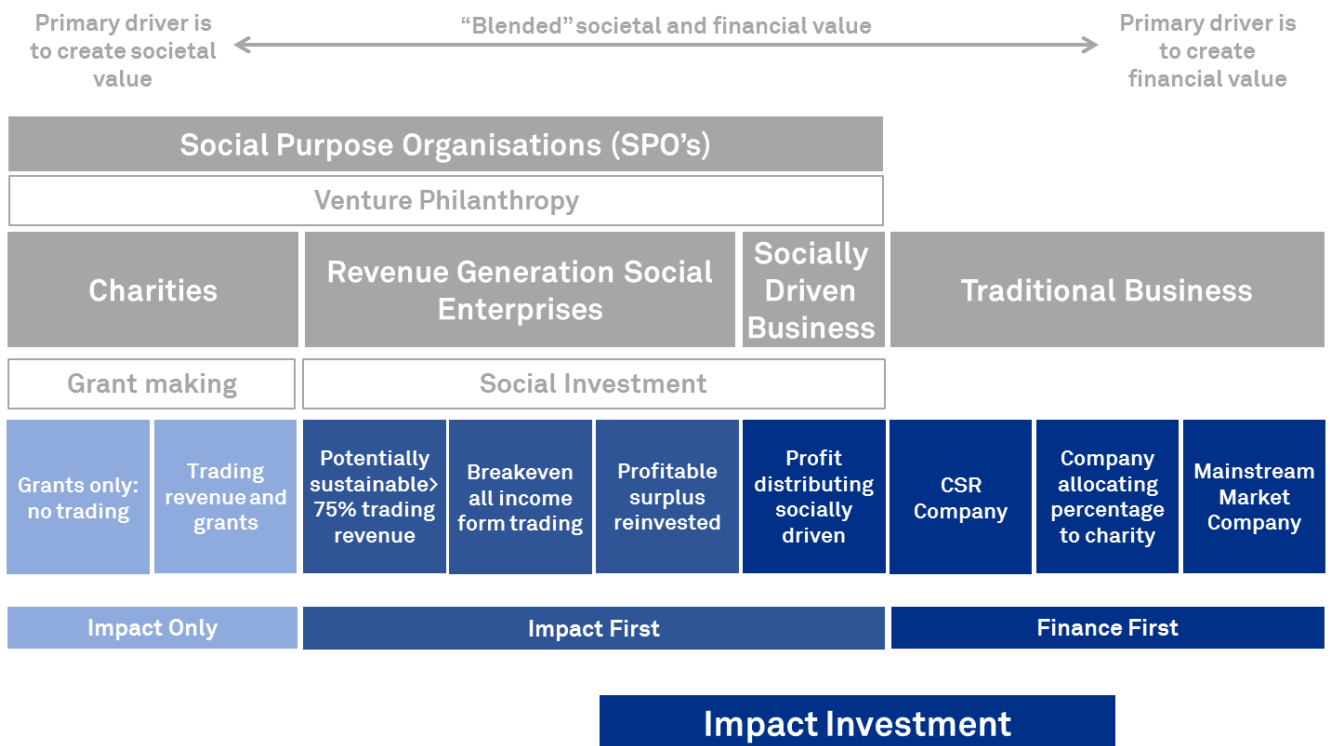 Primary driver is
to create societal
value
“Blended” societal and financial value
Primary driver is
to create
financial value
Social Purpose Organisations (SPO's)
Venture Philanthropy
Charities
Revenue Generation Social
Enterprises
Socially
Driven
Business
Traditional Business
Grant making
Social Investment
Grants only:
no trading
Trading
revenue and
grants
Potentially
sustainable>
75% trading
revenue
Breakeven
all income
form trading
Profitable
surplus
reinvested
Profit
distributing
socially
driven
CSR
Company
Company
allocating
percentage
to charity
Mainstream
Market
Company
Impact Only
Impact First
Finance First
Impact Investment